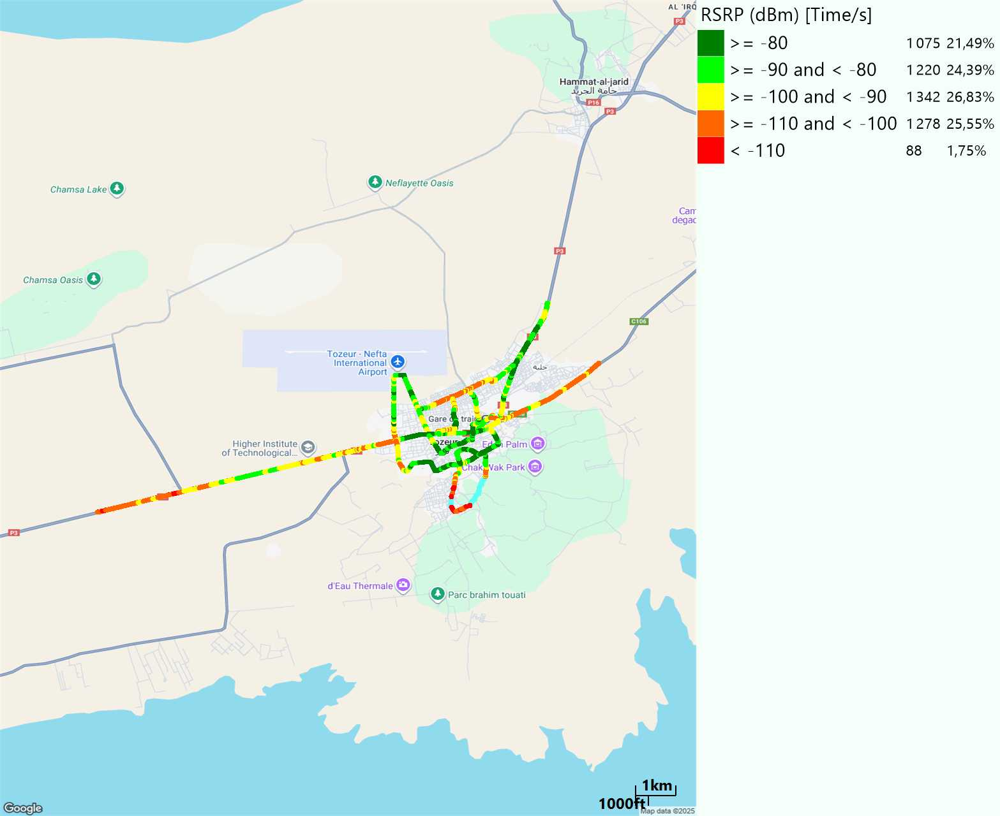 AL 'IRQ
P3
RSRP (dBm) [Time/s]
>= -80 1 075 21,49%
>= -90 and < -80 1 220 24,39%
>= -100 and < -90 1 342 26,83%
>= -110 and < -100 1 278 25,55%
< -110 88 1,75%
Hammat-al-jarid
حامة الجريد
P16
P3
Chamsa Lake
Neflayette Oasis
Cam
degac
P3
Chamsa Oasis
C106
Tozeur - Nefta
International
Airport
حلبة
Gare de train
Higher Institute
of Technological...
Tozeur
Eden Palm
Chak Wak Park
P3
d'Eau Thermale
Parc brahim touati
1km
1000ft
Google
Map data ©2025